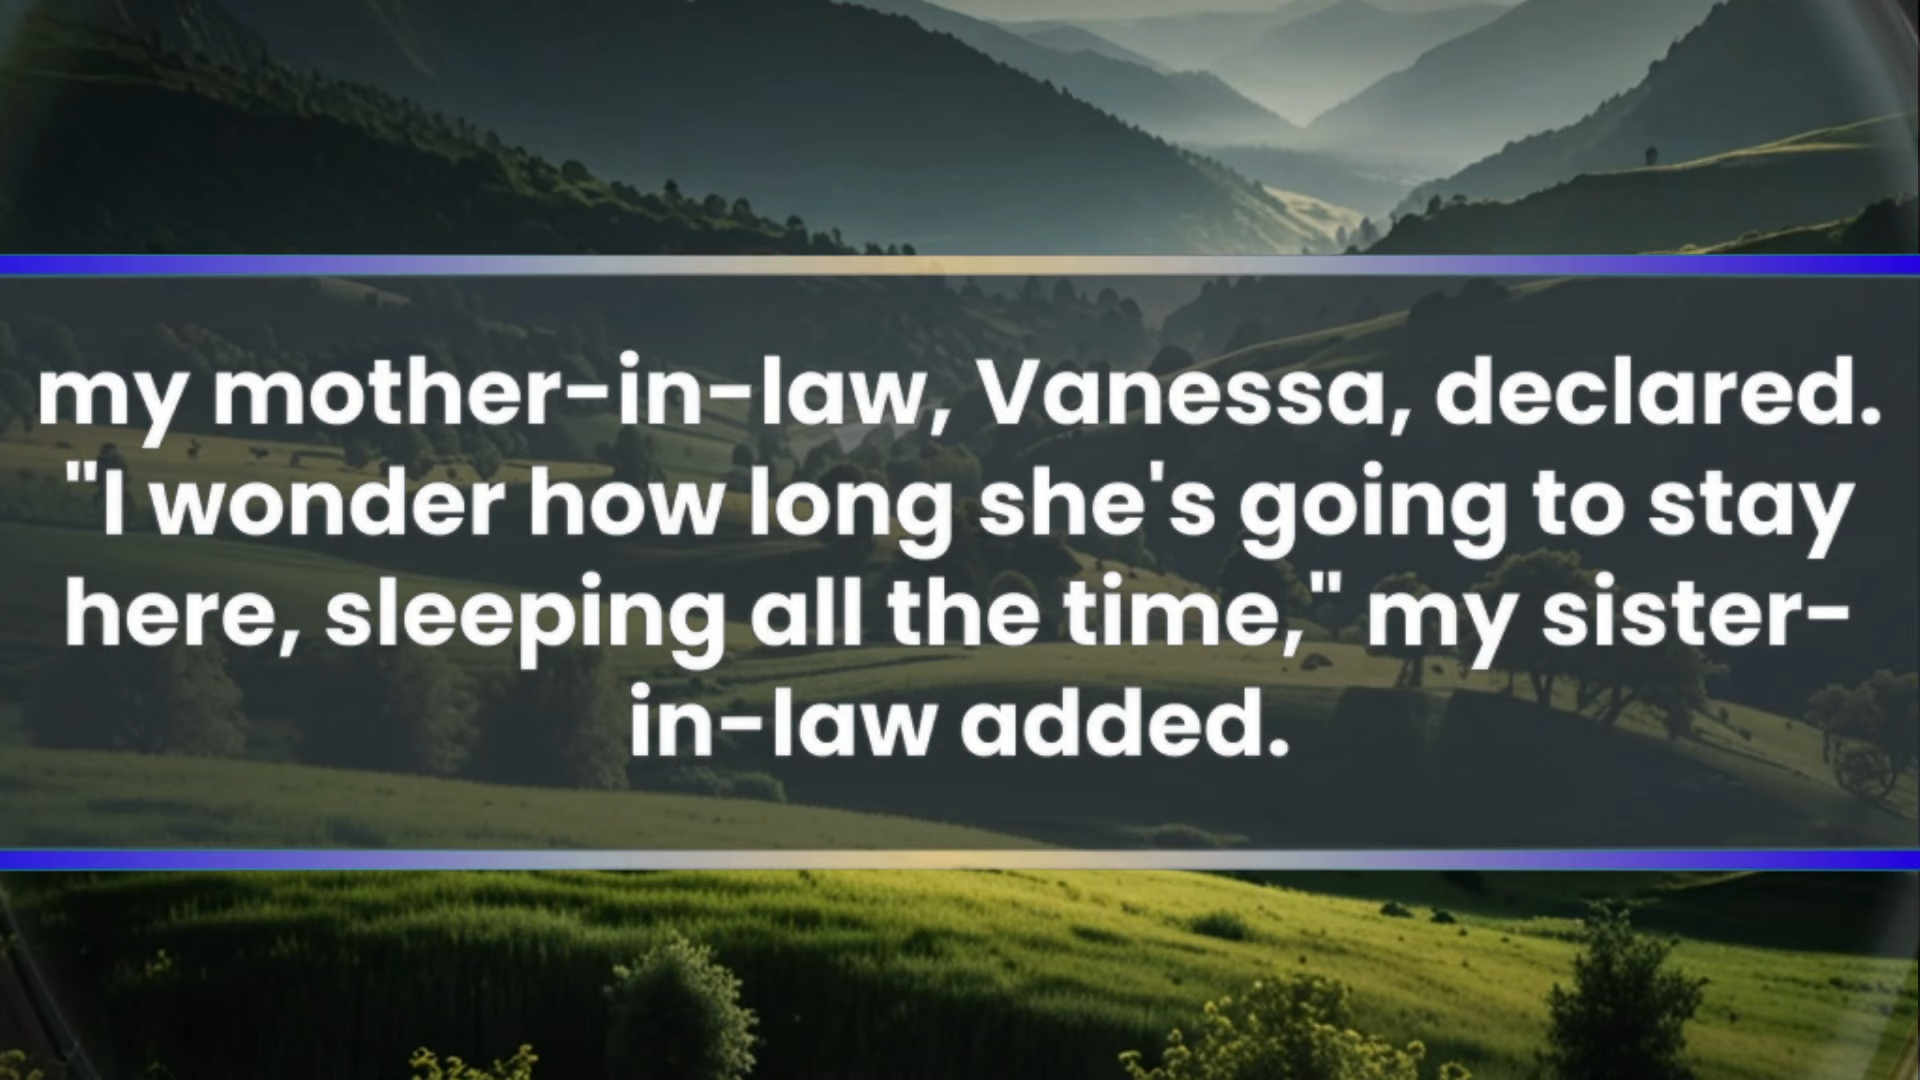 my mother-in-law, Vanessa, declared.
"I wonder how long she's going to stay
here, sleeping all the time," my sister-
in-law added.